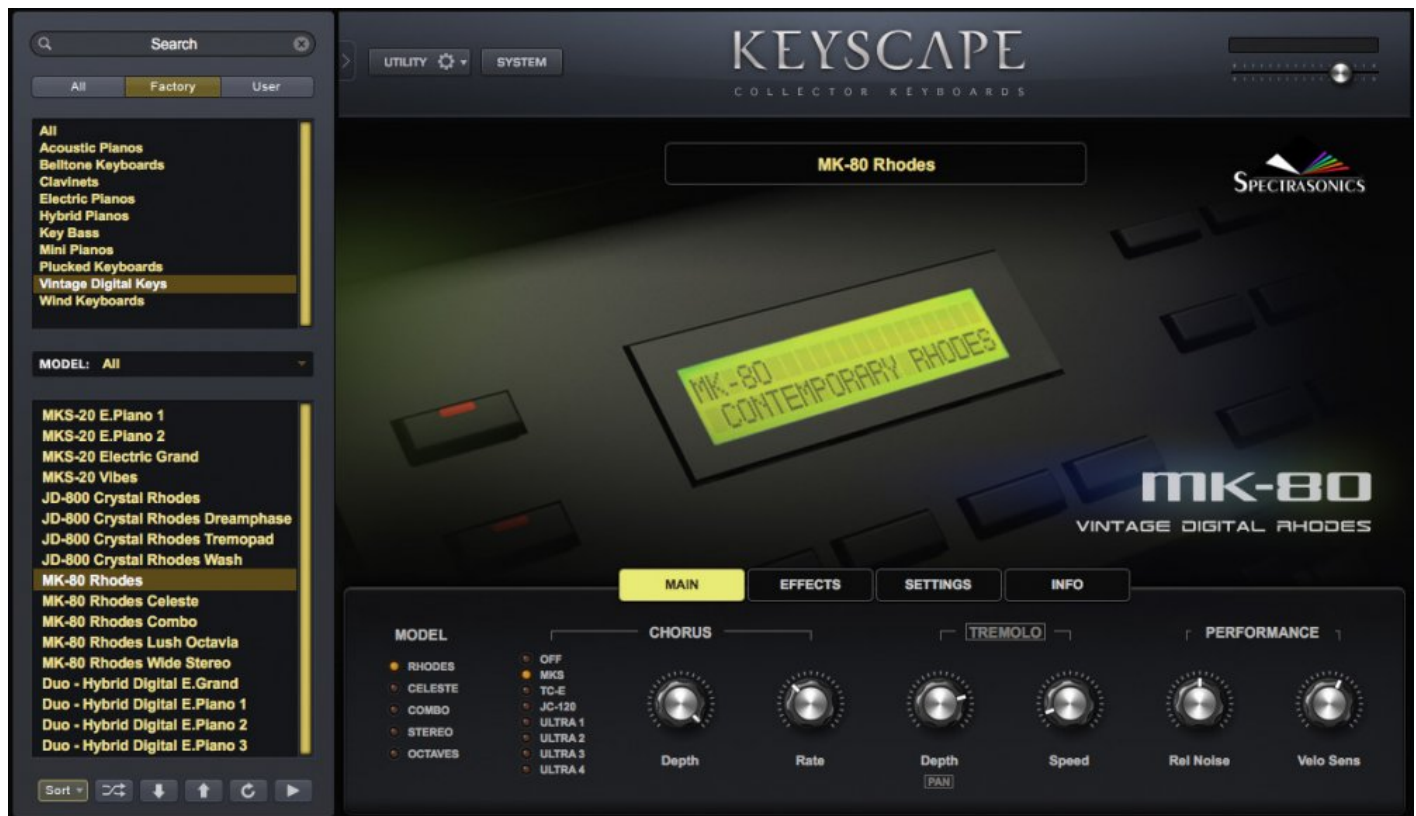 Search
All Factory User
All
Acoustic Pianos
Belltone Keyboards
Clavinets
Electric Pianos
Hybrid Pianos
Key Bass
Mini Pianos
Plucked Keyboards
Vintage Digital Keys
Wind Keyboards
MODEL: All
MKS-20 E.Piano 1
MKS-20 E.Piano 2
MKS-20 Electric Grand
MKS-20 Vibes
JD-800 Crystal Rhodes
JD-800 Crystal Rhodes Dreamphase
JD-800 Crystal Rhodes Tremopad
JD-800 Crystal Rhodes Wash
MK-80 Rhodes
MK-80 Rhodes Celeste
MK-80 Rhodes Combo
MK-80 Rhodes Lush Octavia
MK-80 Rhodes Wide Stereo
Duo - Hybrid Digital E.Grand
Duo - Hybrid Digital E.Piano 1
Duo - Hybrid Digital E.Piano 2
Duo - Hybrid Digital E.Piano 3
Sort
UTILITY SYSTEM
KEYSCAPE
COLLECTOR KEYBOARDS
MK-80 Rhodes
SPECTRASONICS
MK-80
CONTEMPORARY RHODES
MK-80
VINTAGE DIGITAL RHODES
MAIN EFFECTS SETTINGS INFO
MODEL
RHODES
CELESTE
COMBO
STEREO
OCTAVES
CHORUS
OFF
MKS
TC-E
JC-120
ULTRA 1
ULTRA 2
ULTRA 3
ULTRA 4
Depth Rate
TREMOLO
Depth Speed
PAN
PERFORMANCE
Rel Noise Velo Sens